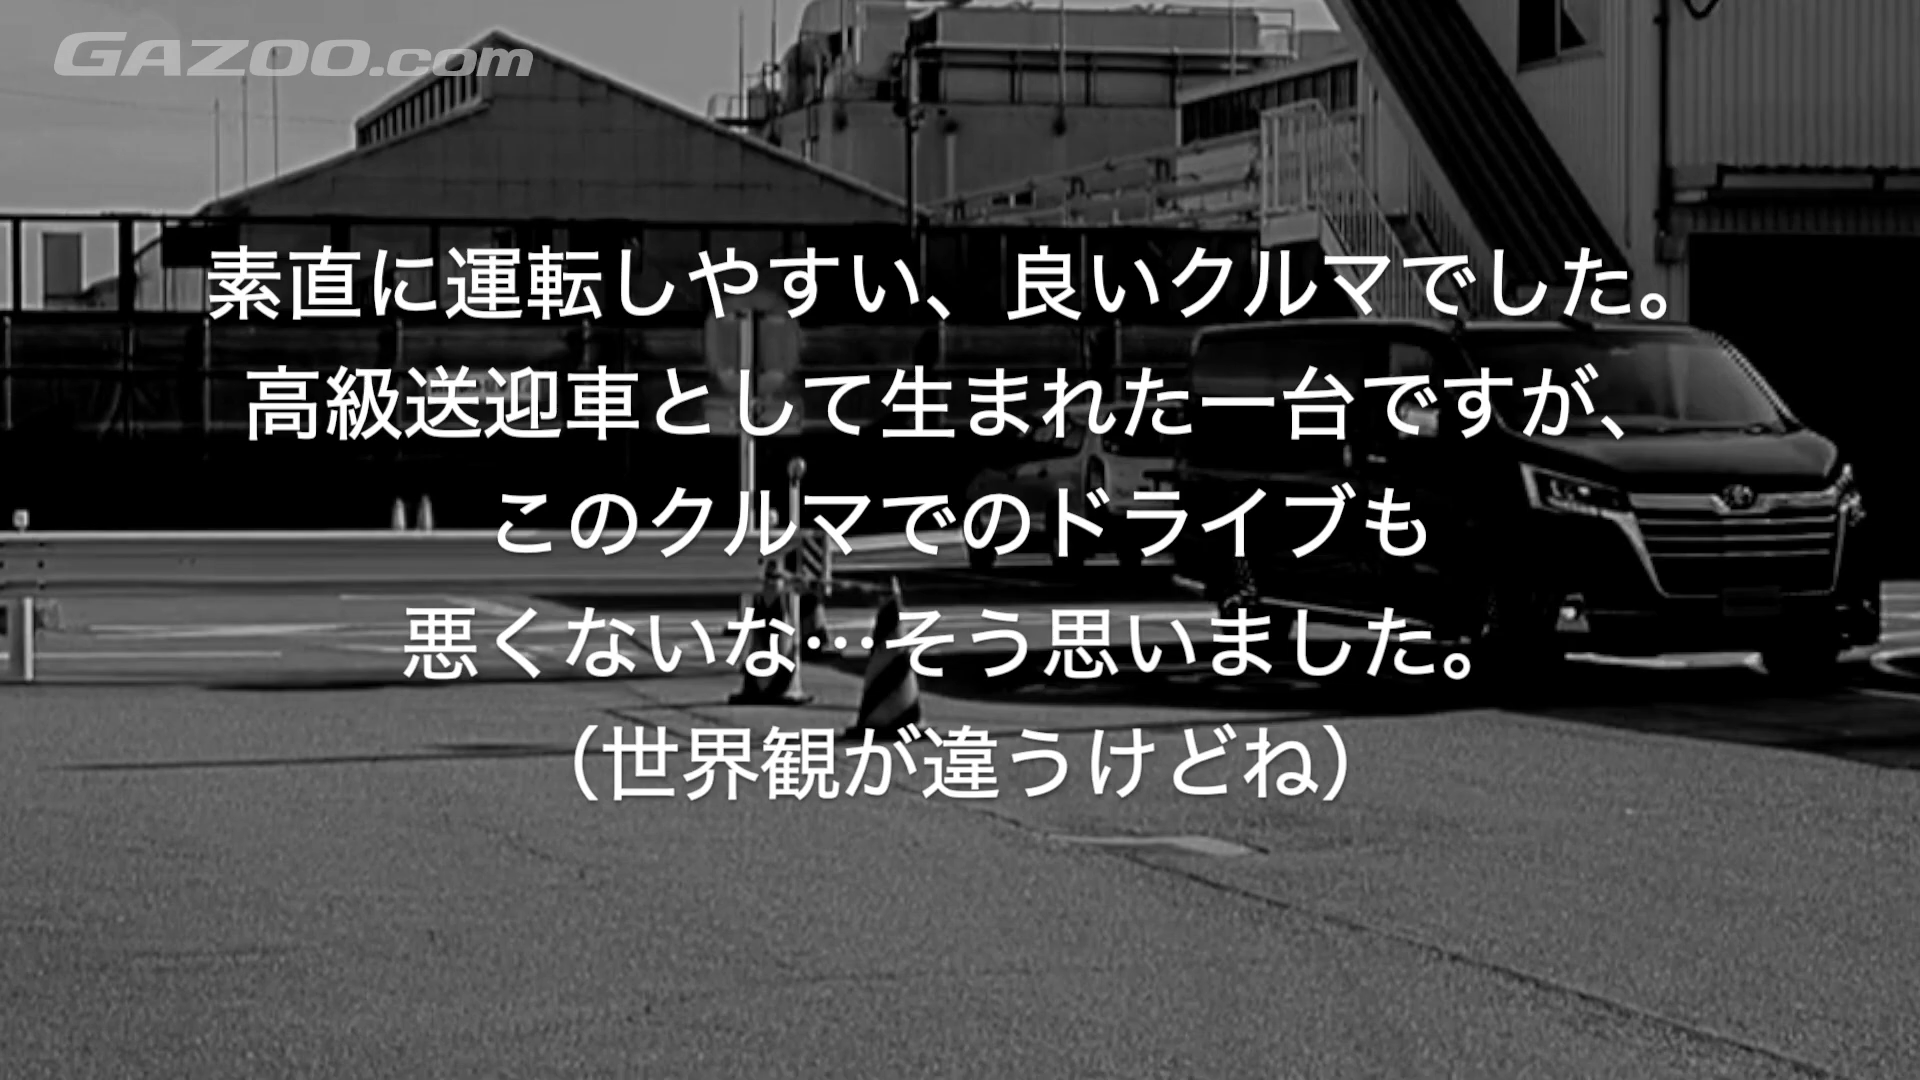 GAZOO.com
素直に運転しやすい、良いクルマでした。
高級送迎車として生まれた一台ですが、
このクルマでのドライブも
悪くないな…そう思いました。
（世界観が違うけどね）